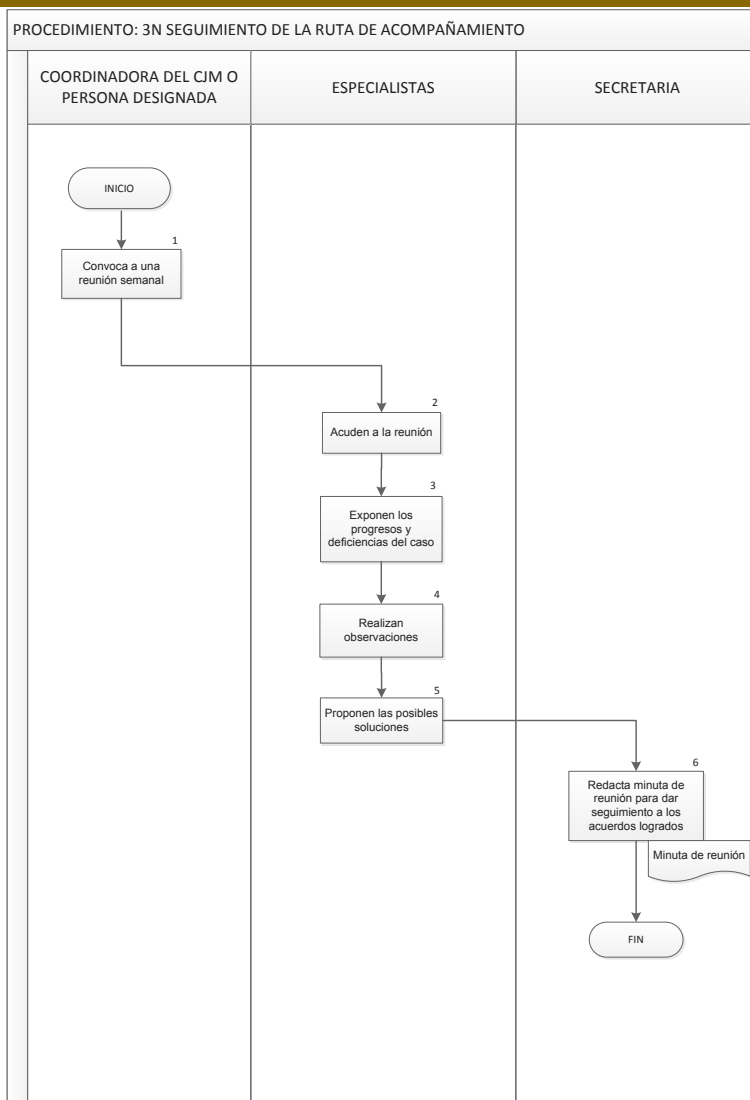 PROCEDIMIENTO: 3N SEGUIMIENTO DE LA RUTA DE ACOMPAÑAMIENTO
COORDINADORA DEL CJM O
PERSONA DESIGNADA
ESPECIALISTAS
SECRETARIA
INICIO
1
Convoca a una
reunión semanal
2
Acuden a la reunión
3
Exponen los
progresos y
deficiencias del caso
4
Realizan
observaciones
5
Proponen las posibles
soluciones
6
Redacta minuta de
reunión para dar
seguimiento a los
acuerdos logrados
Minuta de reunión
FIN